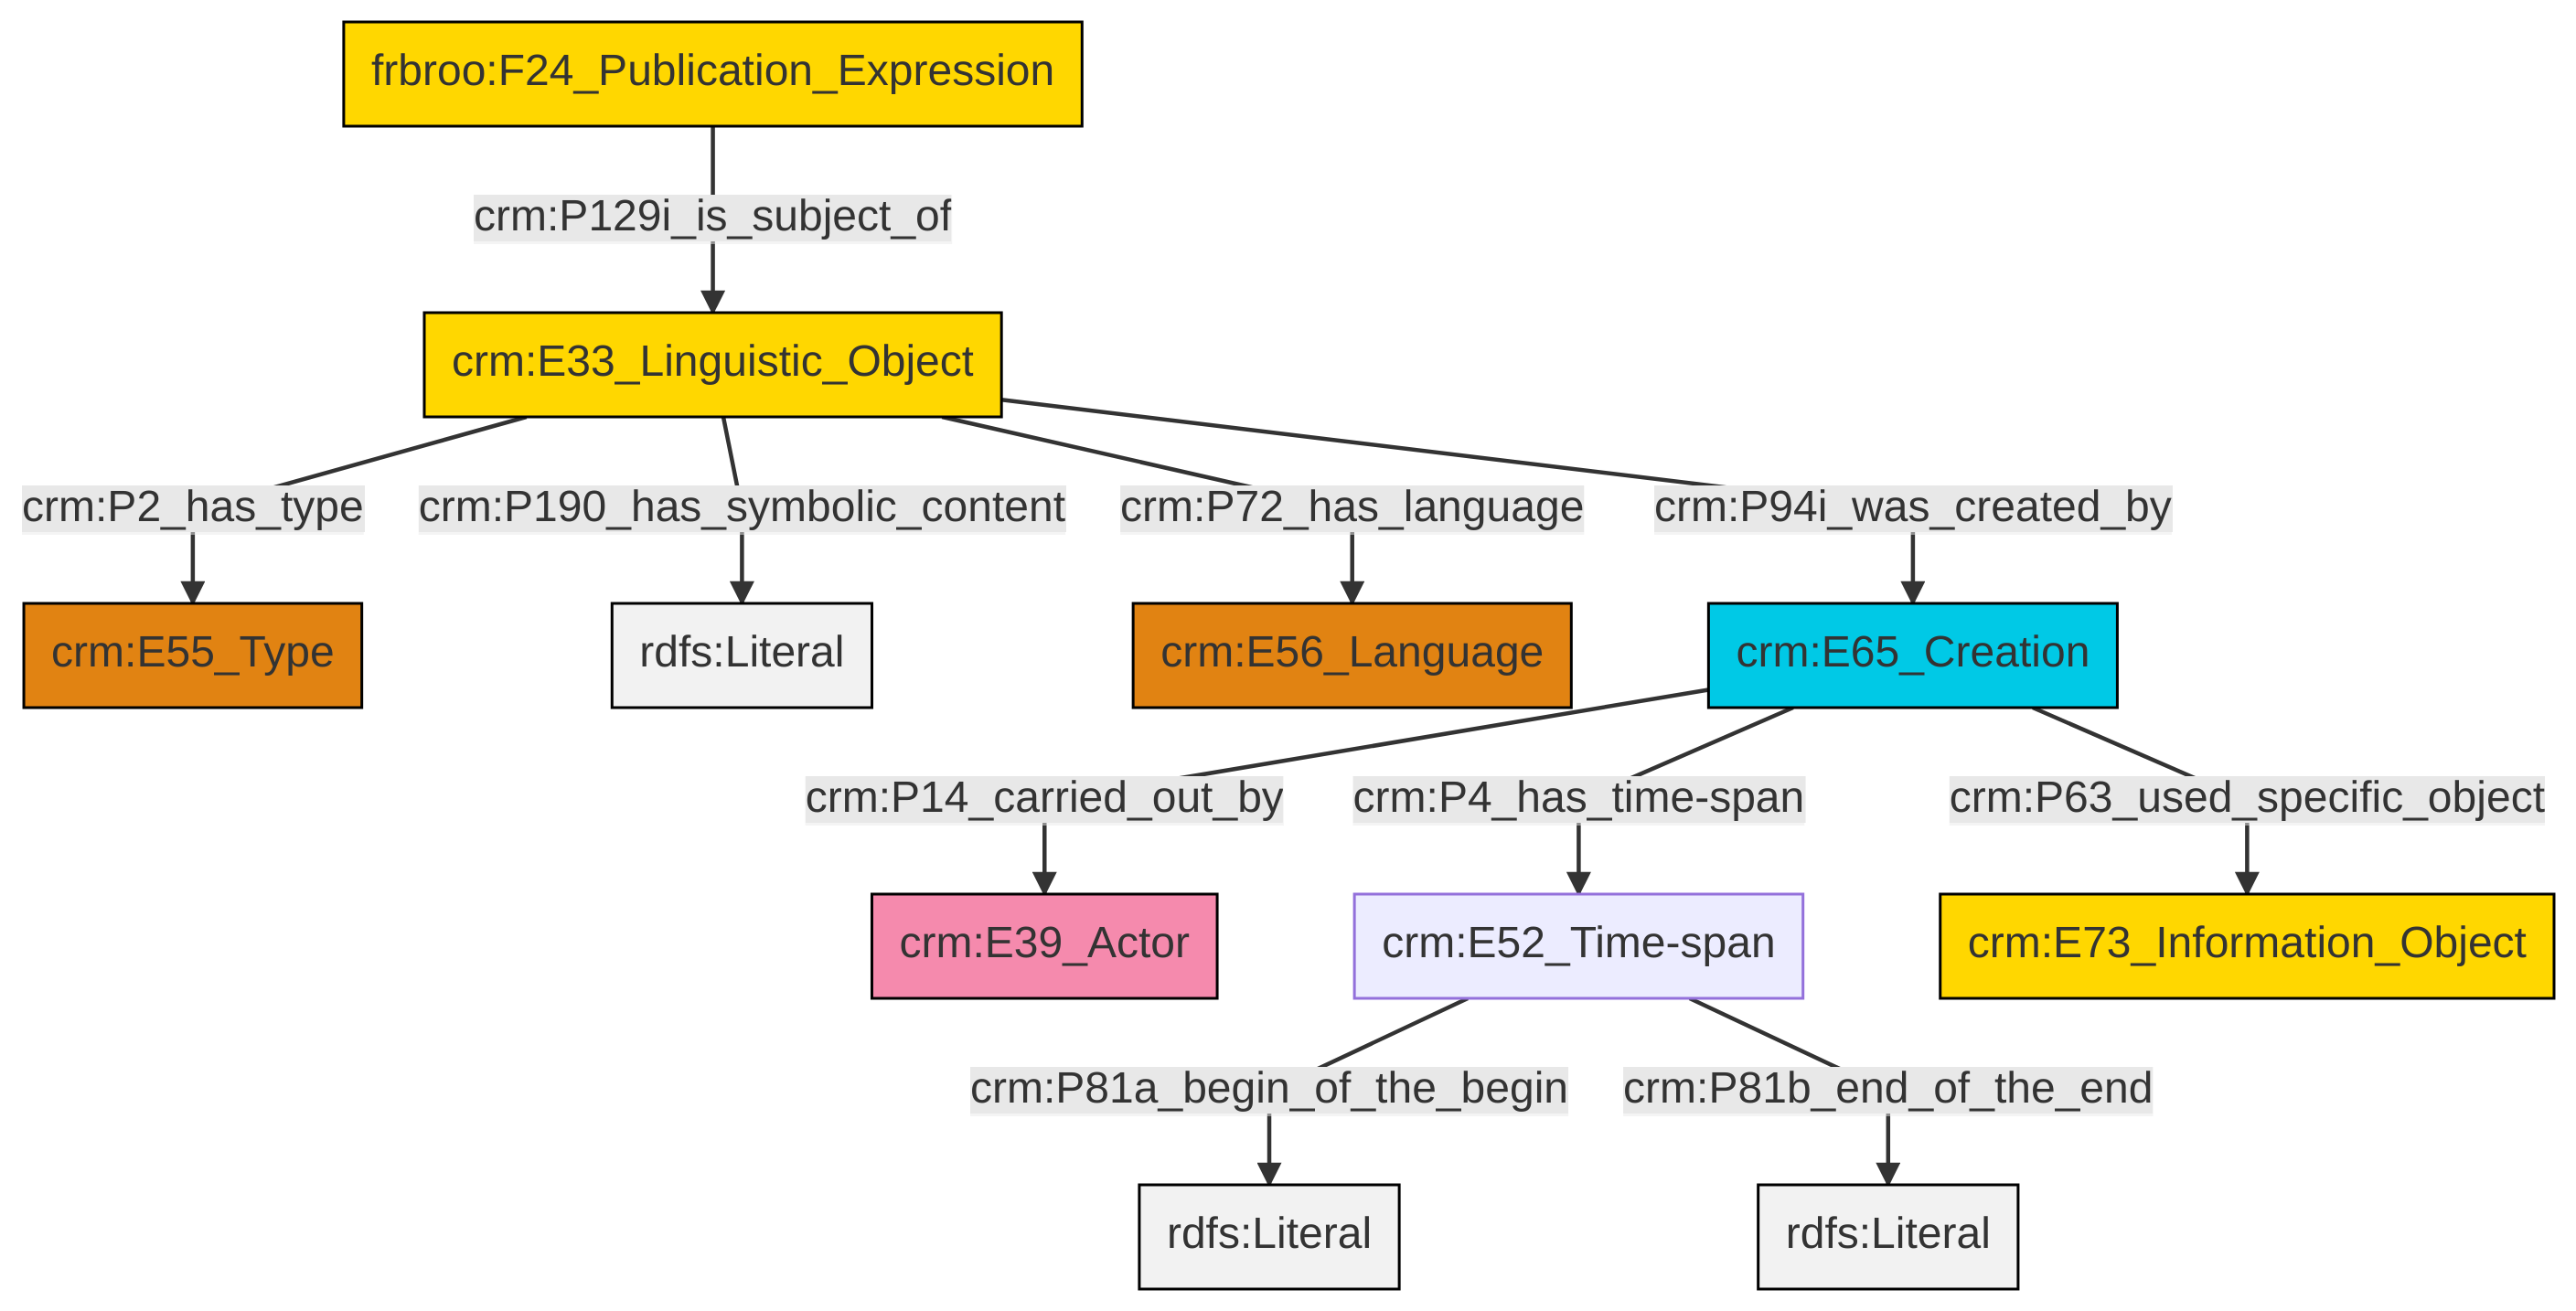 frbroo:F24_Publication_Expression
crm:P129i_is_subject_of
crm:E33_Linguistic_Object
crm:P2_has_type
crm:P190_has_symbolic_content
crm:P72_has_language
crm:P94i_was_created_by
crm:E55_Type
rdfs:Literal
crm:E56_Language
crm:E65_Creation
crm:P14_carried_out_by
crm:P4_has_time-span
crm:P63_used_specific_object
crm:E39_Actor
crm:E52_Time-span
crm:E73_Information_Object
crm:P81a_begin_of_the_begin
crm:P81b_end_of_the_end
rdfs:Literal
rdfs:Literal